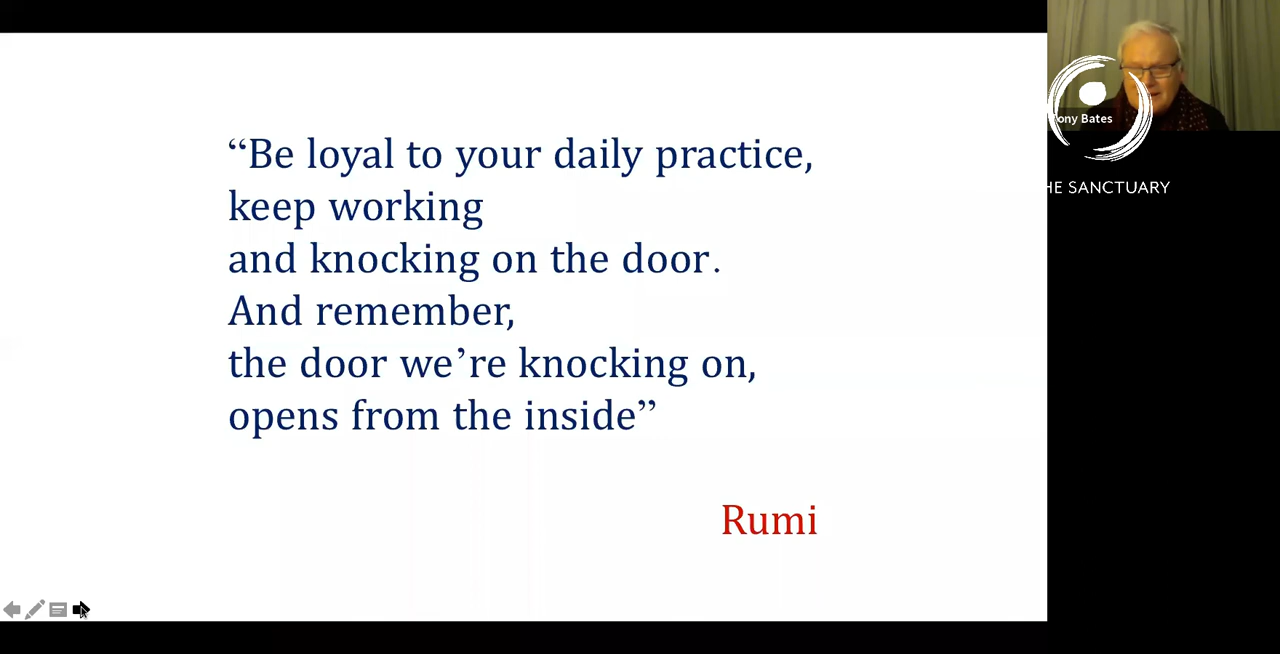 “Be loyal to your daily practice,
keep working
and knocking on the door.
And remember,
the door we’re knocking on,
opens from the inside”
Rumi
ony Bates
HE SANCTUARY